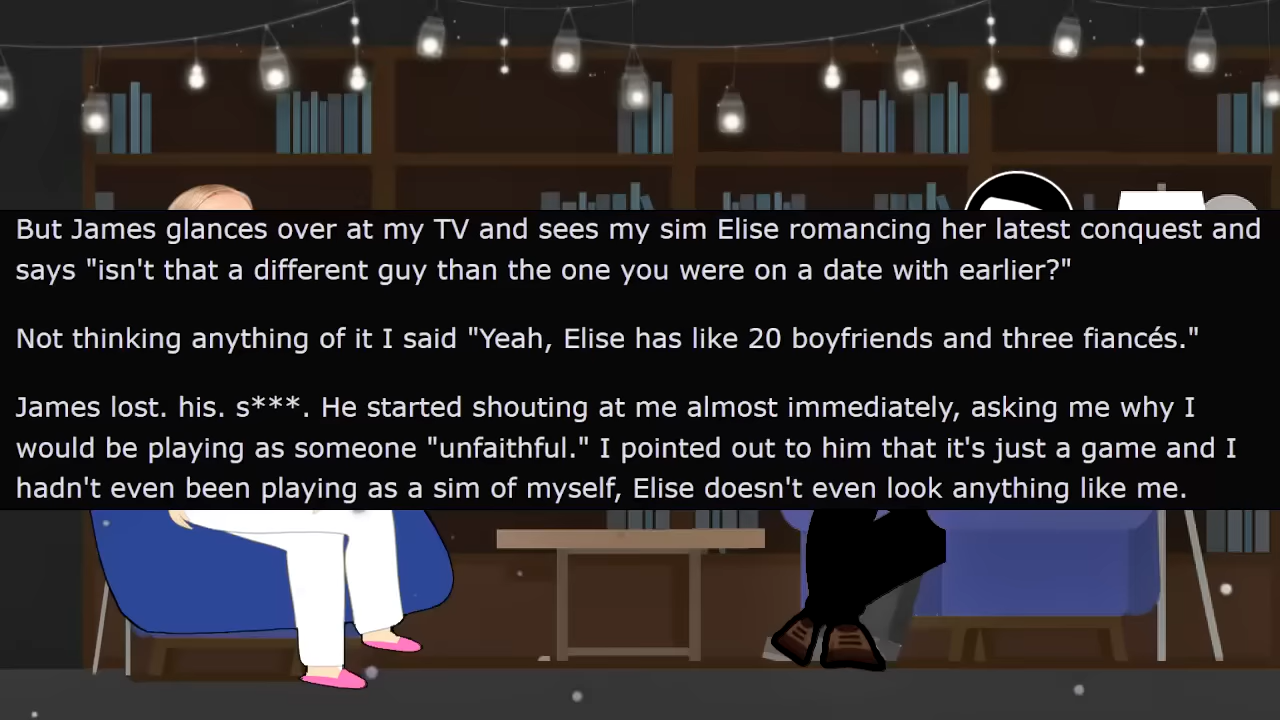 But James glances over at my TV and sees my sim Elise romancing her latest conquest and
says "isn't that a different guy than the one you were on a date with earlier?"
Not thinking anything of it I said "Yeah, Elise has like 20 boyfriends and three fiancés."
James lost. his. s***. He started shouting at me almost immediately, asking me why I
would be playing as someone "unfaithful." I pointed out to him that it's just a game and I
hadn't even been playing as a sim of myself, Elise doesn't even look anything like me.